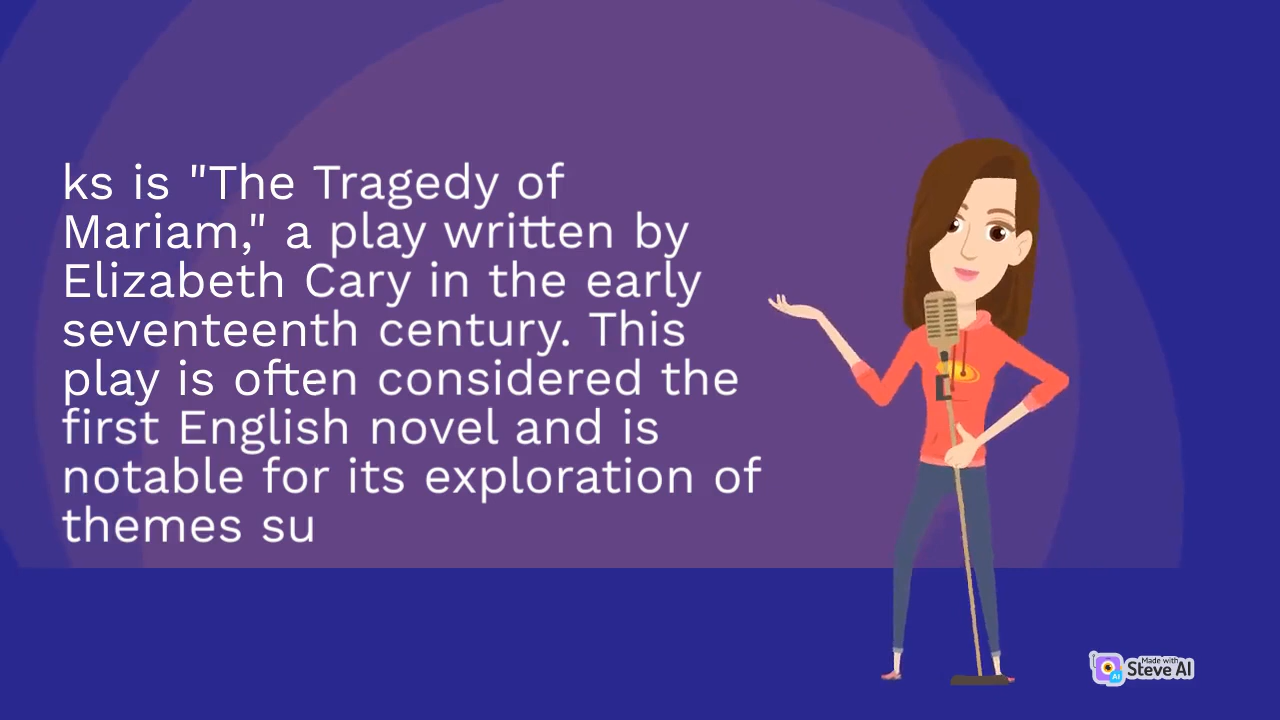 ks is "The Tragedy of
Mariam," a play written by
Elizabeth Cary in the early
seventeenth century. This
play is often considered the
first English novel and is
notable for its exploration of
themes su
Made with
Steve AI
AI